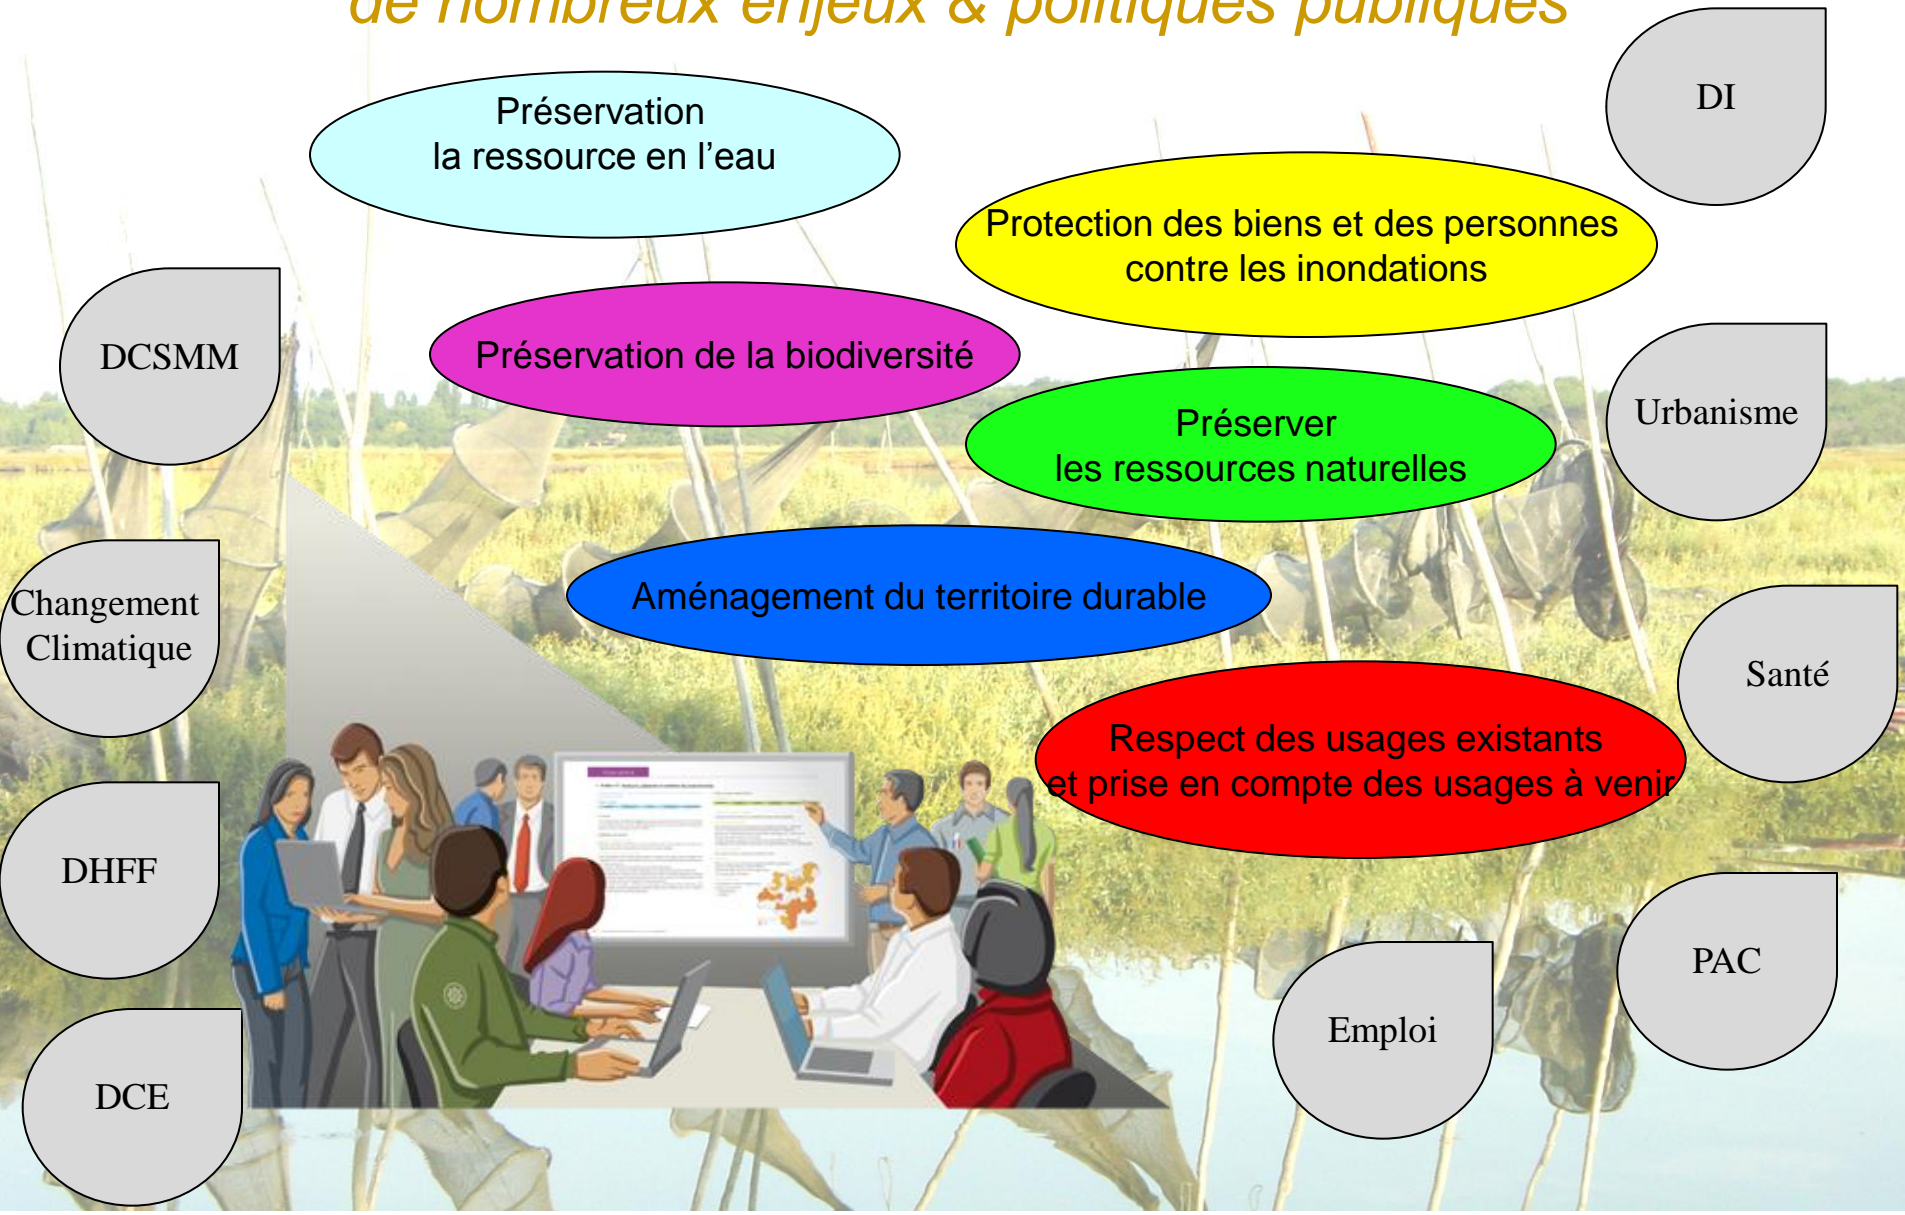 de nombreux enjeux & politiques publiques
DI
Préservation
la ressource en l’eau
Protection des biens et des personnes
contre les inondations
DCSMM
Préservation de la biodiversité
Urbanisme
Préserver
les ressources naturelles
Changement
Climatique
Aménagement du territoire durable
Santé
Respect des usages existants
et prise en compte des usages à venir
DHFF
PAC
Emploi
DCE